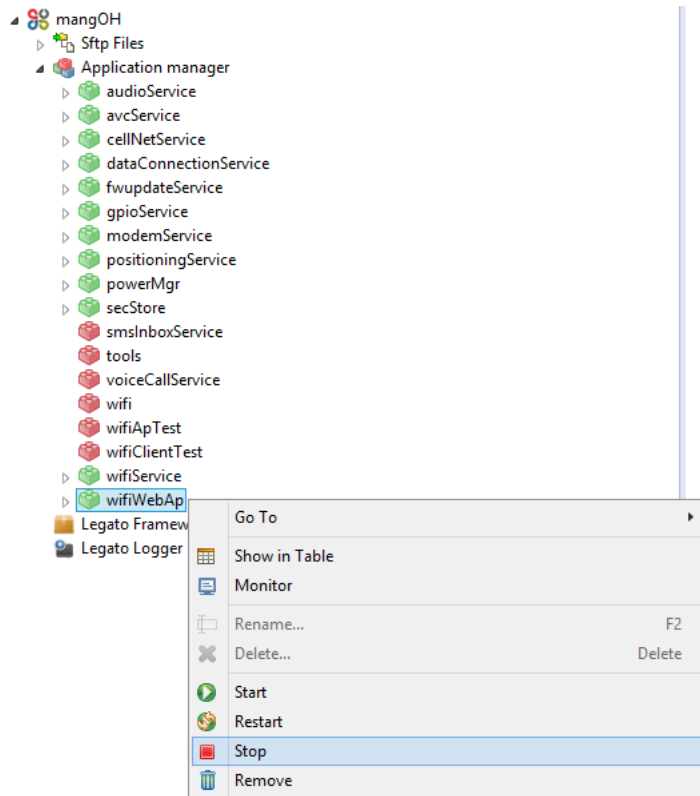 mangOH
Sftp Files
Application manager
audioService
avcService
cellNetService
dataConnectionService
fwupdateService
gpioService
modemService
positioningService
powerMgr
secStore
smsInboxService
tools
voiceCallService
wifi
wifiApTest
wifiClientTest
wifiService
wifiWebAp
Legato Framew
Legato Logger
Go To
Show in Table
Monitor
Rename... F2
Delete... Delete
Start
Restart
Stop
Remove